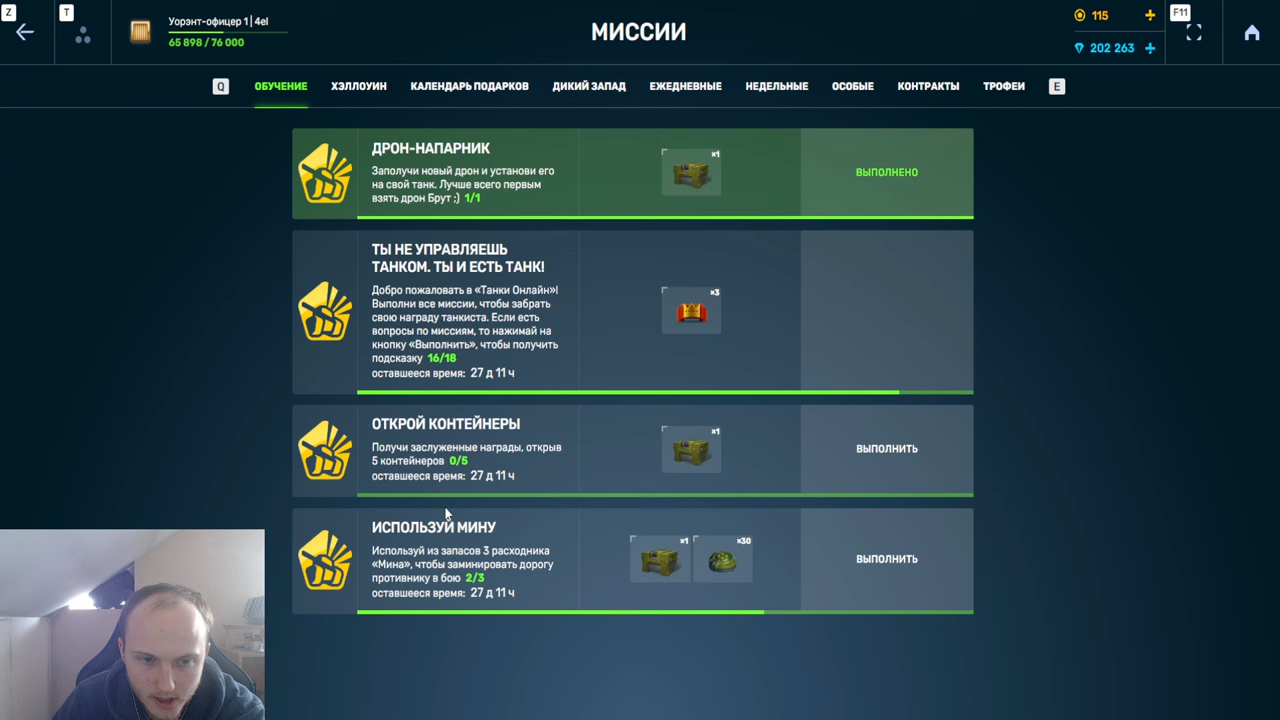 Z
T
Уорэнт-офицер 1 | 4el
65 898 / 76 000
МИССИИ
115
202 263
F11
Q
ОБУЧЕНИЕ
ХЭЛЛОУИН
КАЛЕНДАРЬ ПОДАРКОВ
ДИКИЙ ЗАПАД
ЕЖЕДНЕВНЫЕ
НЕДЕЛЬНЫЕ
ОСОБЫЕ
КОНТРАКТЫ
ТРОФЕИ
E
ДРОН-НАПАРНИК
Заполучи новый дрон и установи его
на свой танк. Лучше всего первым
взять дрон Брут ;) 1/1
×1
ВЫПОЛНЕНО
ТЫ НЕ УПРАВЛЯЕШЬ
ТАНКОМ. ТЫ И ЕСТЬ ТАНК!
Добро пожаловать в «Танки Онлайн»!
Выполни все миссии, чтобы забрать
свою награду танкиста. Если есть
вопросы по миссиям, то нажимай на
кнопку «Выполнить», чтобы получить
подсказку 16/18
оставшееся время: 27 д 11 ч
×3
ОТКРОЙ КОНТЕЙНЕРЫ
Получи заслуженные награды, открыв
5 контейнеров 0/5
оставшееся время: 27 д 11 ч
×1
ВЫПОЛНИТЬ
ИСПОЛЬЗУЙ МИНУ
Используй из запасов 3 расходника
«Мина», чтобы заминировать дорогу
противнику в бою 2/3
оставшееся время: 27 д 11 ч
×1
×30
ВЫПОЛНИТЬ